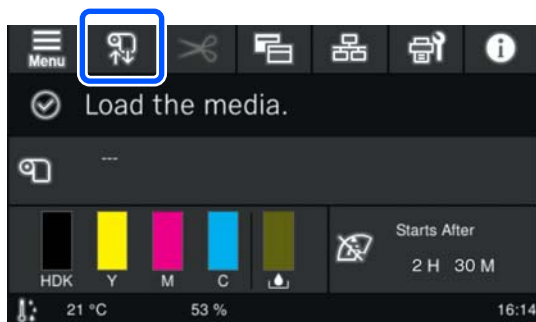 Menu
Load the media.
---
HDK Y M C
Starts After
2 H 30 M
21 °C 53 % 16:14